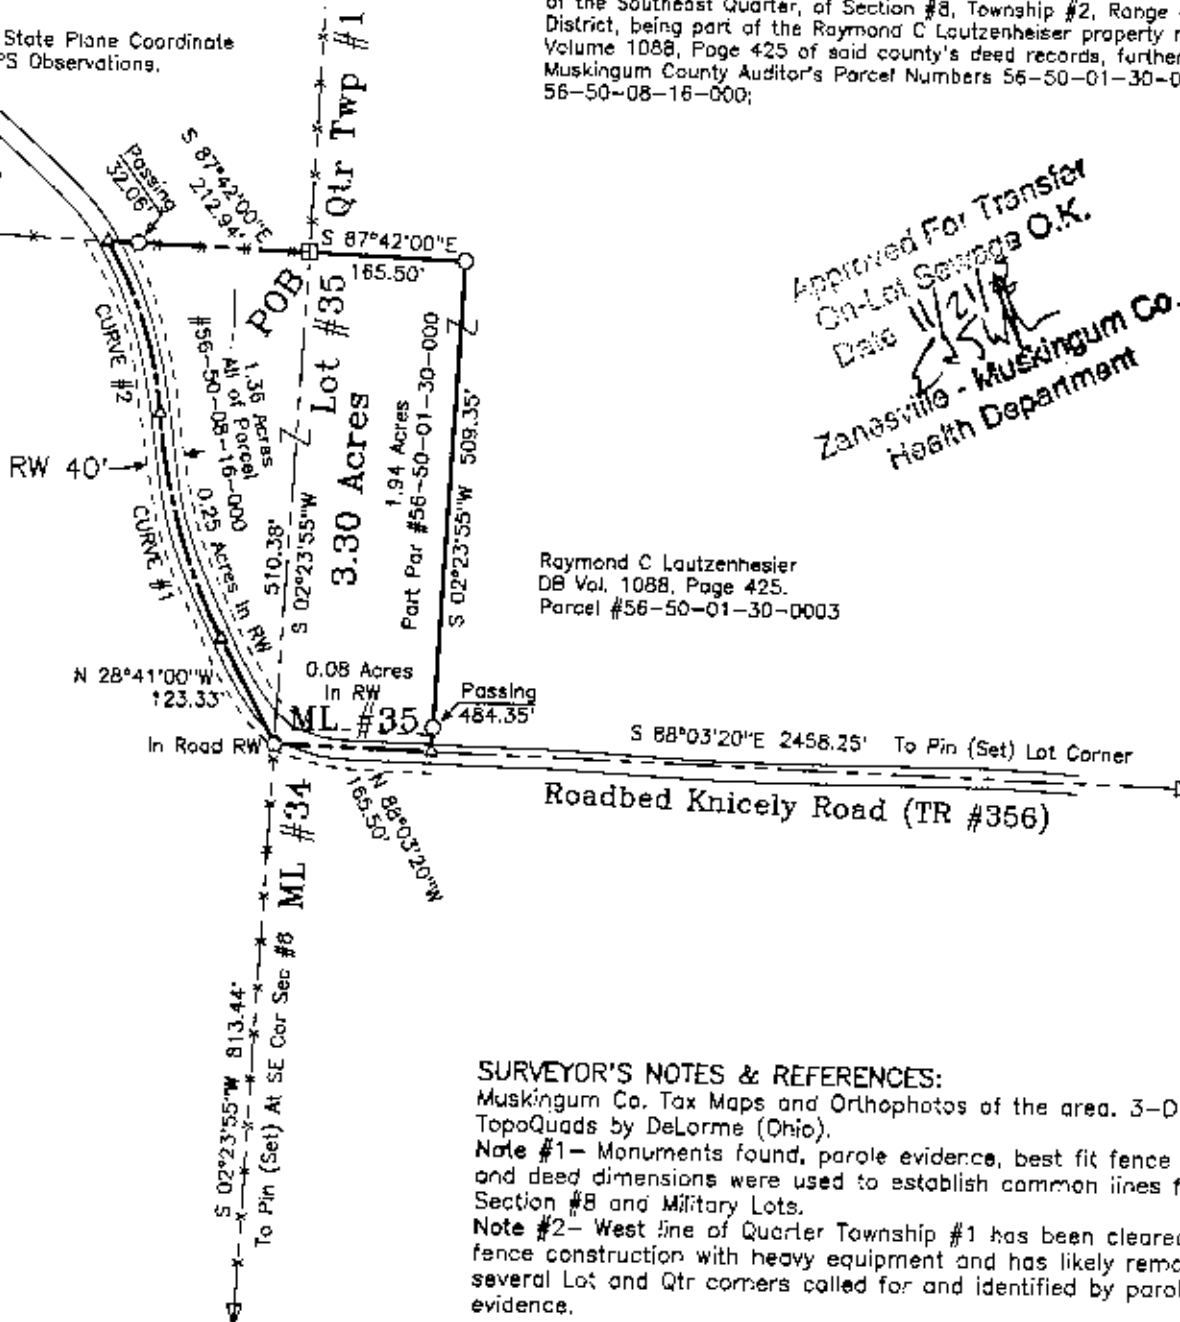 of the Southeast Quarter, of Section #8, Township #2, Range
District, being part of the Raymond C Lautzenheiser property
Volume 1088, Page 425 of said county's deed records, further
Muskingum County Auditor's Parcel Numbers 56-50-01-30-0
56-50-08-16-000;
State Plane Coordinate
PS Observations.
Qtr Twp #1
Passing
32.06'
S 87°42'00"E
212.94'
S 87°42'00"E
165.50'
POB
Lot #35
3.30 Acres
1.94 Acres
Part Par #56-50-01-30-000
S 02°23'55"W 509.35'
CURVE #2
1.36 Acres
All of Parcel
#56-50-08-16-000
0.25 Acres In RW
RW 40'
CURVE #1
510.38'
S 02°23'55"W
N 28°41'00"W
123.33'
0.08 Acres
In RW
ML #35
Passing
484.35'
In Road RW
S 88°03'20"E 2458.25' To Pin (Set) Lot Corner
Roadbed Knicely Road (TR #356)
N 88°03'20"W
165.50'
ML #34
S 02°23'55"W 813.44'
To Pin (Set) At SE Cor Sec #8
Approved For Transfer
On-Lot Sewage O.K.
Date
Zanesville - Muskingum Co.
Health Department
Raymond C Lautzenhesier
DB Vol. 1088, Page 425.
Parcel #56-50-01-30-0003
SURVEYOR'S NOTES & REFERENCES:
Muskingum Co. Tax Maps and Orthophotos of the area. 3-D
TopoQuads by DeLorme (Ohio).
Note #1- Monuments found, parole evidence, best fit fence
and deed dimensions were used to establish common lines f
Section #8 and Military Lots.
Note #2- West line of Quarter Township #1 has been cleare
fence construction with heavy equipment and has likely remo
several Lot and Qtr corners called for and identified by parol
evidence.